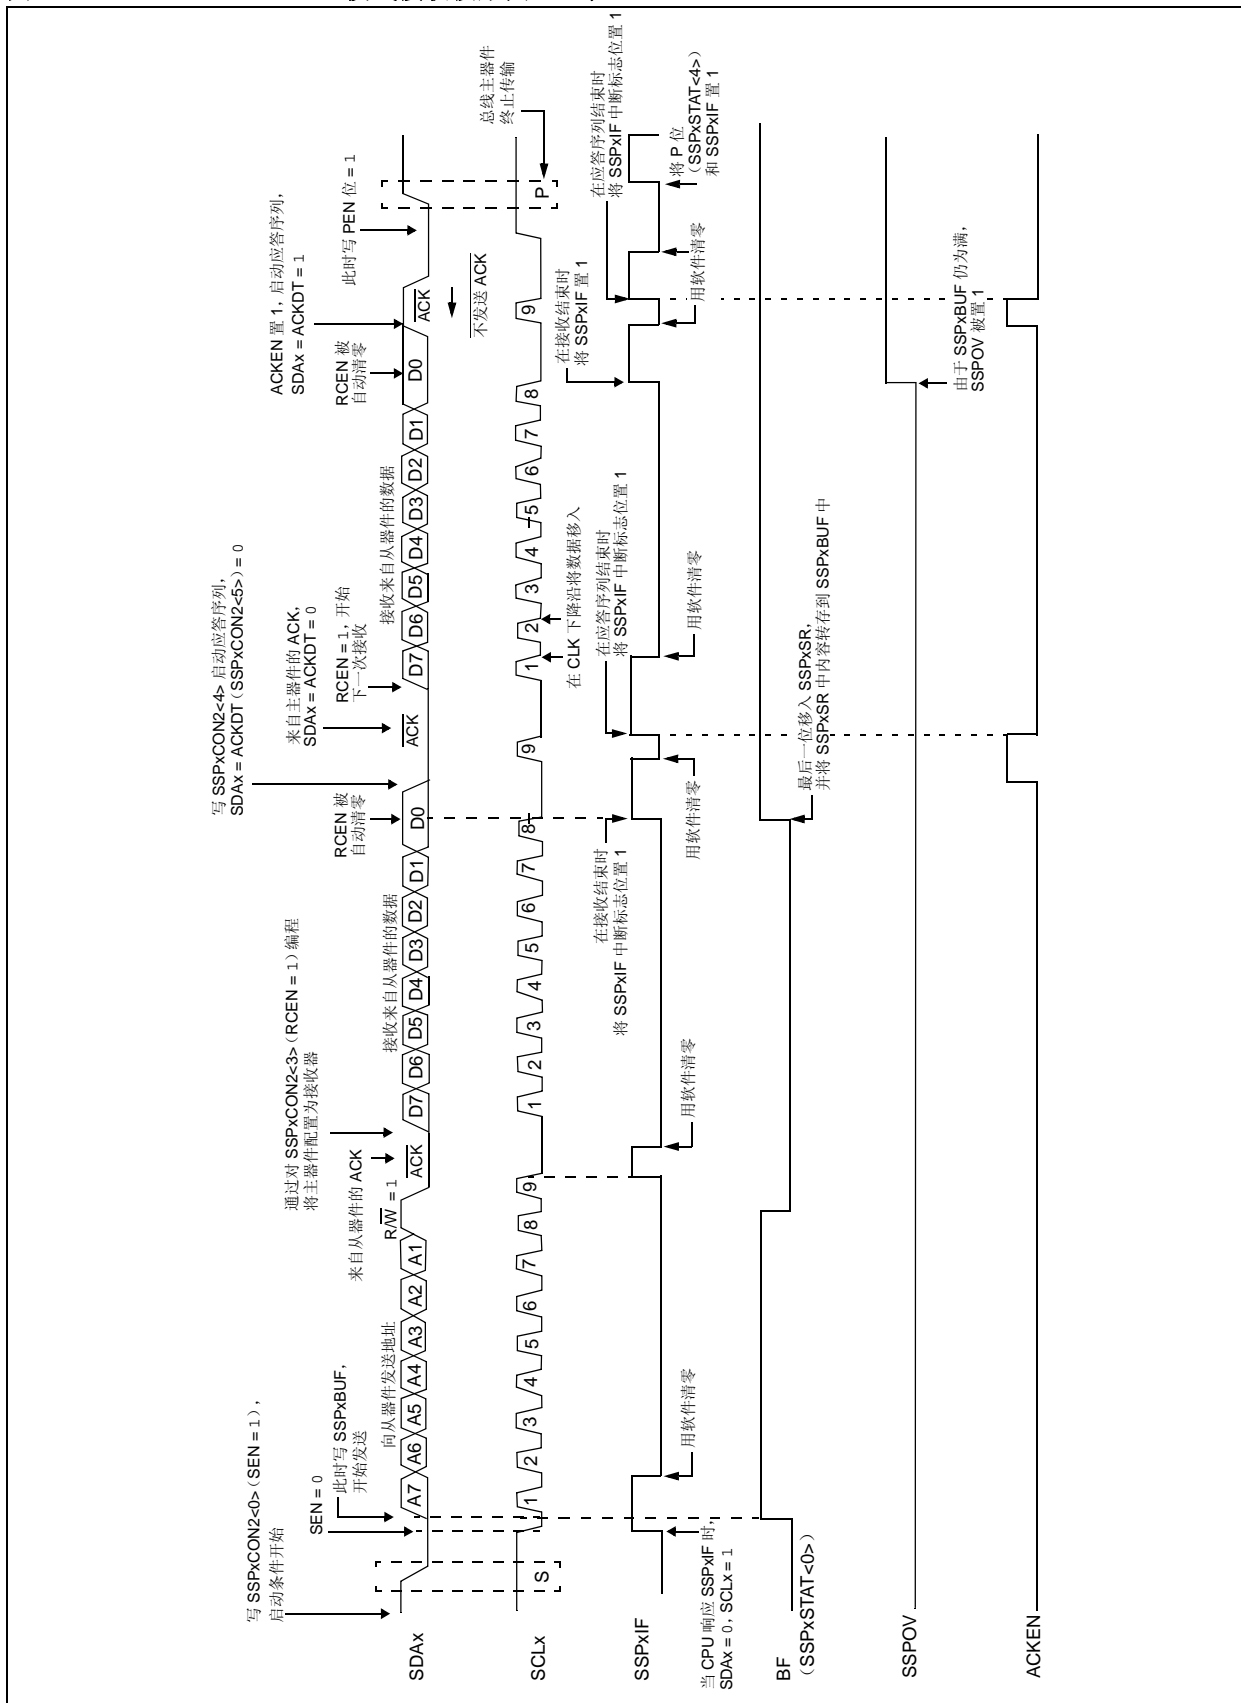 写 SSPxCON2<0>(SEN = 1),
启动条件开始
SEN = 0
此时写 SSPxBUF,
开始发送
向从器件发送地址
R/W = 1
来自从器件的 ACK
通过对 SSPxCON2<3>(RCEN = 1)编程
将主器件配置为接收器
接收来自从器件的数据
RCEN 被
自动清零
写 SSPxCON2<4> 启动应答序列,
SDAx = ACKDT(SSPxCON2<5>)= 0
来自主器件的 ACK,
SDAx = ACKDT = 0
RCEN = 1, 开始
下一次接收
接收来自从器件的数据
RCEN 被
自动清零
ACKEN 置 1, 启动应答序列,
SDAx = ACKDT = 1
此时写 PEN 位 = 1
总线主器件
终止传输
SDAx
A7 A6 A5 A4 A3 A2 A1 ACK D7 D6 D5 D4 D3 D2 D1 D0 ACK D7 D6 D5 D4 D3 D2 D1 D0 ACK
不发送 ACK
SCLx
S 1 2 3 4 5 6 7 8 9 1 2 3 4 5 6 7 8 9 1 2 3 4 5 6 7 8 9 P
在 CLK 下降沿将数据移入
在接收结束时
将 SSPxIF 中断标志位置 1
在应答序列结束时
将 SSPxIF 中断标志位置 1
在接收结束时
将 SSPxIF 置 1
在应答序列结束时
将 SSPxIF 中断标志位置 1
SSPxIF
当 CPU 响应 SSPxIF 时,
SDAx = 0, SCLx = 1
用软件清零
用软件清零
用软件清零
用软件清零
用软件清零
用软件清零
将 P 位
(SSPxSTAT<4>)
和 SSPxIF 置 1
BF
(SSPxSTAT<0>)
最后一位移入 SSPxSR,
并将 SSPxSR 中内容转存到 SSPxBUF 中
SSPOV
由于 SSPxBUF 仍为满,
SSPOV 被置 1
ACKEN